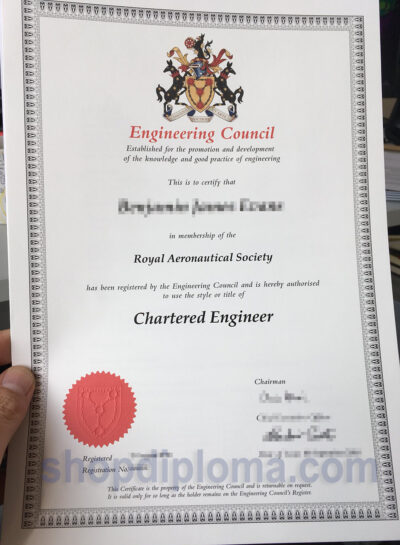 Engineering Council
Established for the promotion and development
of the knowledge and good practice of engineering
This is to certify that
in membership of the
Royal Aeronautical Society
has been registered by the Engineering Council and is hereby authorised
to use the style or title of
Chartered Engineer
Chairman
Registered
Registration No
shopdiploma.com
This Certificate is the property of the Engineering Council and is returnable on request.
It is valid only for so long as the holder remains on the Engineering Council's Register.